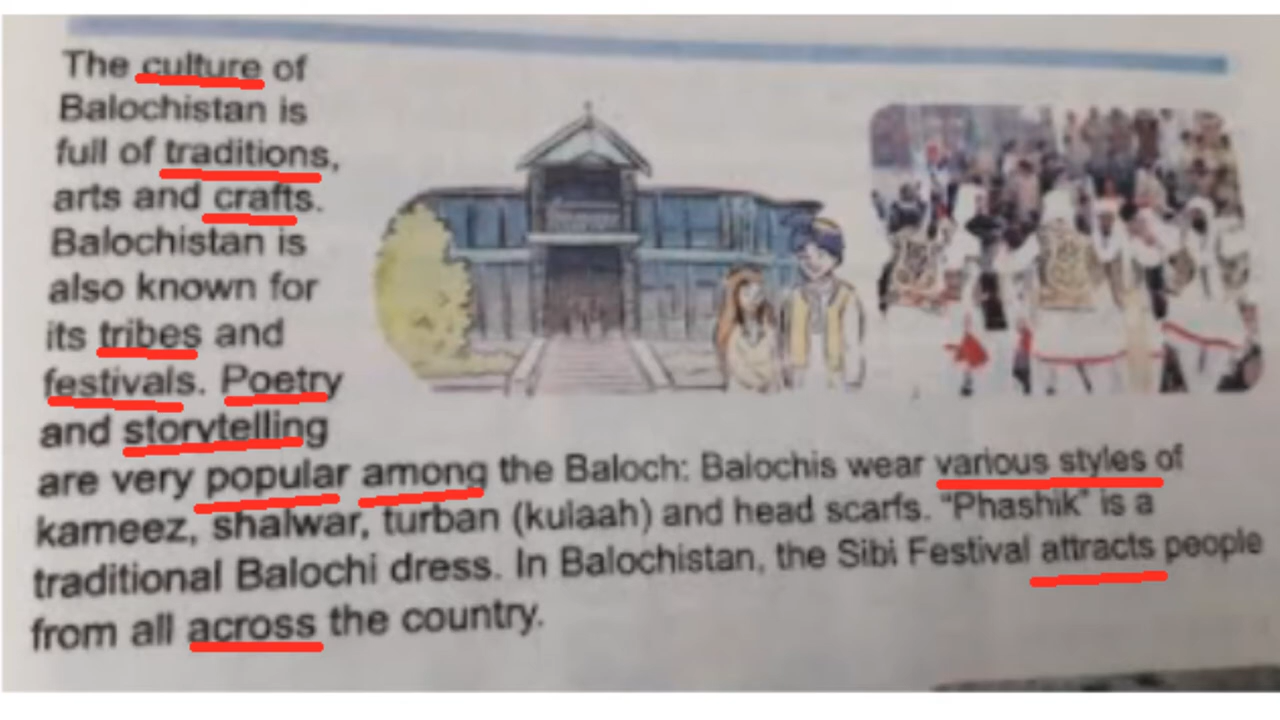 The culture of
Balochistan is
full of traditions,
arts and crafts.
Balochistan is
also known for
its tribes and
festivals. Poetry
and storytelling
are very popular among the Baloch: Balochis wear various styles of
kameez, shalwar, turban (kulaah) and head scarfs. "Phashik" is a
traditional Balochi dress. In Balochistan, the Sibi Festival attracts people
from all across the country.